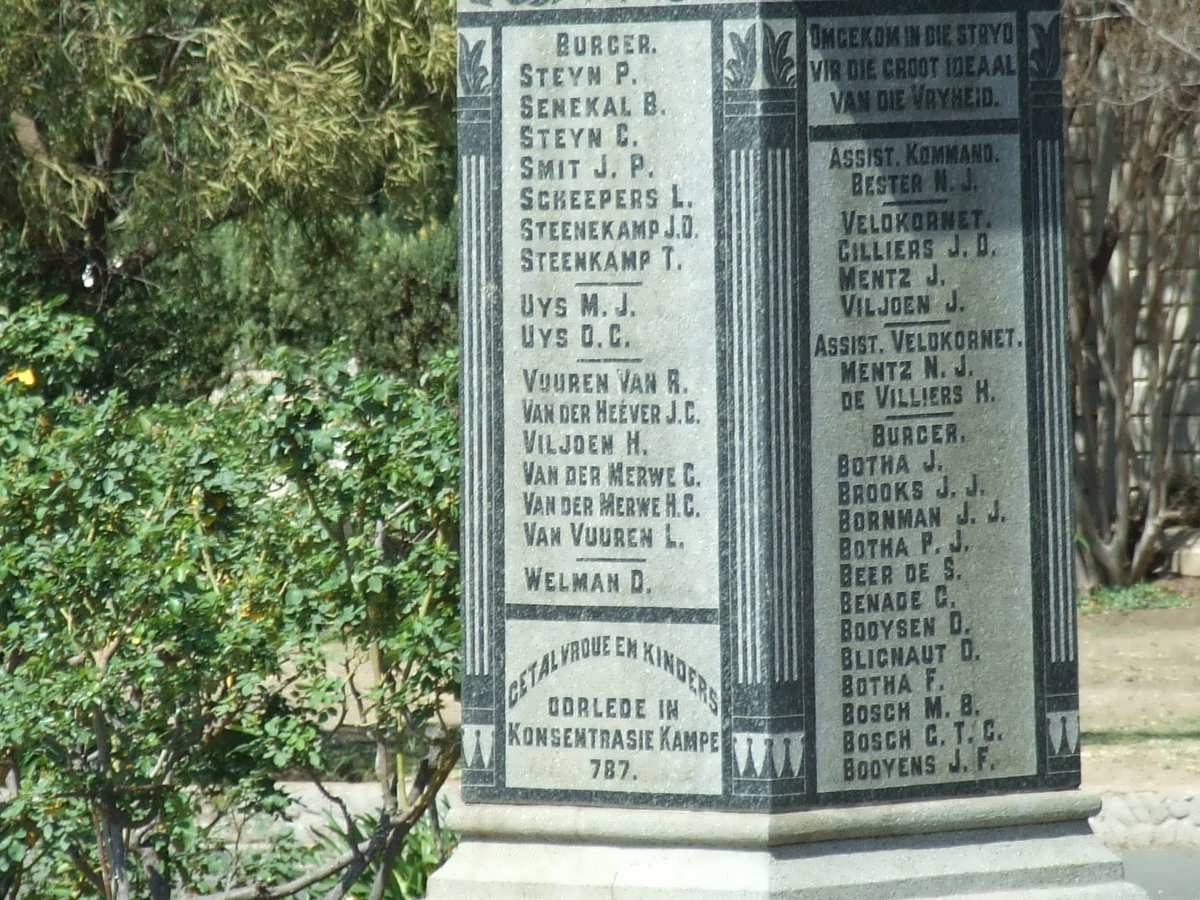 BURGER.
STEYN P.
SENEKAL B.
STEYN C.
SMIT J. P.
SCHEEPERS L.
STEENEKAMP J.D.
STEENKAMP T.
UYS M. J.
UYS O. C.
VUUREN VAN R.
VAN DER HEEVER J.C.
VILJOEN H.
VAN DER MERWE C.
VAN DER MERWE H.C.
VAN VUUREN L.
WELMAN D.
GETAL VROUE EN KINDERS
OORLEDE IN
KONSENTRASIE KAMPE
787.
OMGEKOM IN DIE STRYD
VIR DIE GROOT IDEAAL
VAN DIE VRYHEID.
ASSIST. KOMMAND.
BESTER N. J.
VELDKORNET.
CILLIERS J. D.
MENTZ J.
VILJOEN J.
ASSIST. VELDKORNET.
MENTZ N. J.
DE VILLIERS H.
BURGER.
BOTHA J.
BROOKS J. J.
BORNMAN J. J.
BOTHA P. J.
BEER DE S.
BENADE C.
BOOYSEN D.
BLIGNAUT D.
BOTHA F.
BOSCH M. B.
BOSCH C. T. C.
BOOYENS J. F.